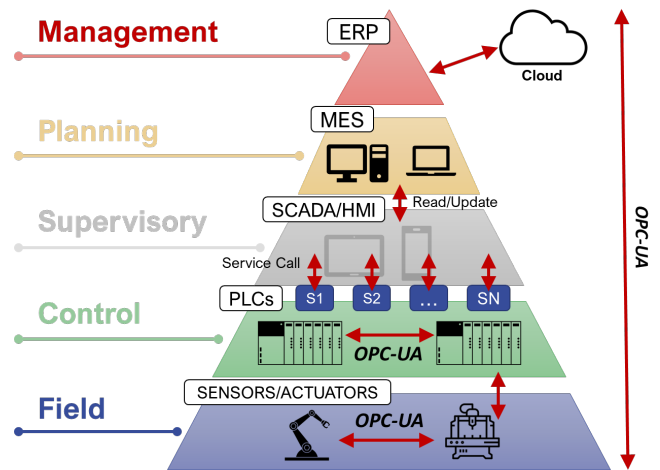 Management
ERP
Cloud
Planning
MES
Supervisory
SCADA/HMI
Read/Update
OPC-UA
Service Call
PLCs
S1
S2
...
SN
Control
OPC-UA
SENSORS/ACTUATORS
Field
OPC-UA